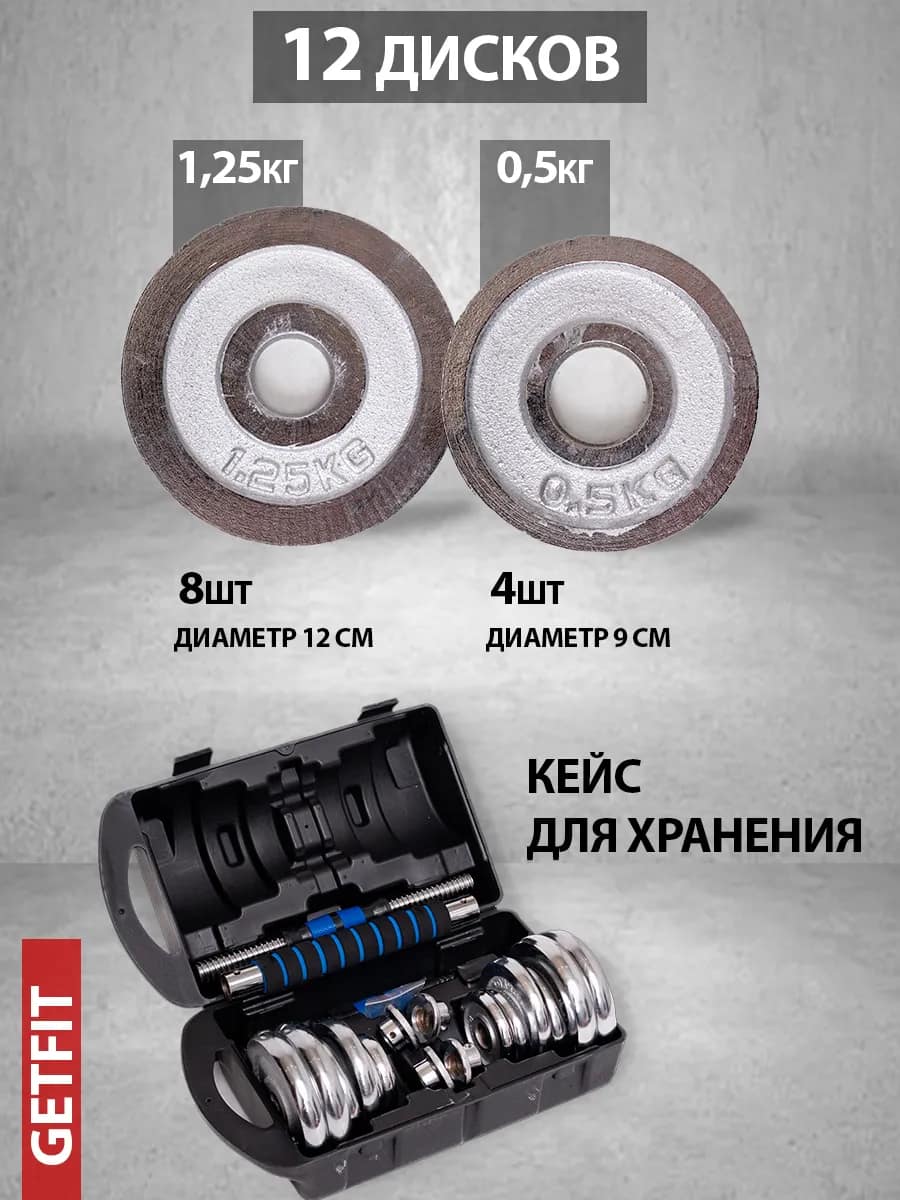 12 ДИСКОВ
1,25КГ
0,5КГ
1.25KG
0.5KG
8ШТ
ДИАМЕТР 12 СМ
4ШТ
ДИАМЕТР 9 СМ
КЕЙС
ДЛЯ ХРАНЕНИЯ
GETFIT